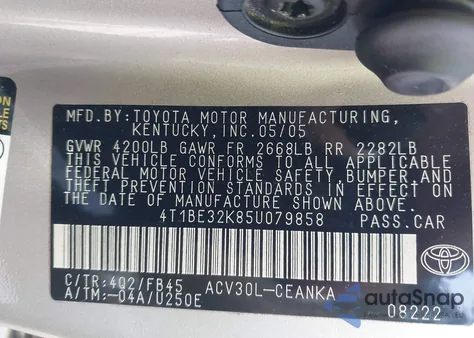 MFD.BY: TOYOTA MOTOR MANUFACTURING,
KENTUCKY, INC. 05/05
GVWR 4200LB GAWR FR 2668LB RR 2282LB
THIS VEHICLE CONFORMS TO ALL APPLICABLE
FEDERAL MOTOR VEHICLE SAFETY, BUMPER, AND
THEFT PREVENTION STANDARDS IN EFFECT ON
THE DATE OF MANUFACTURE SHOWN ABOVE.
4T1BE32K85U079858 PASS.CAR
C/TR:4Q2/FB45 ACV30L-CEANKA
A/TM:-04A/U250E
TOYOTA
08222
autoSnap